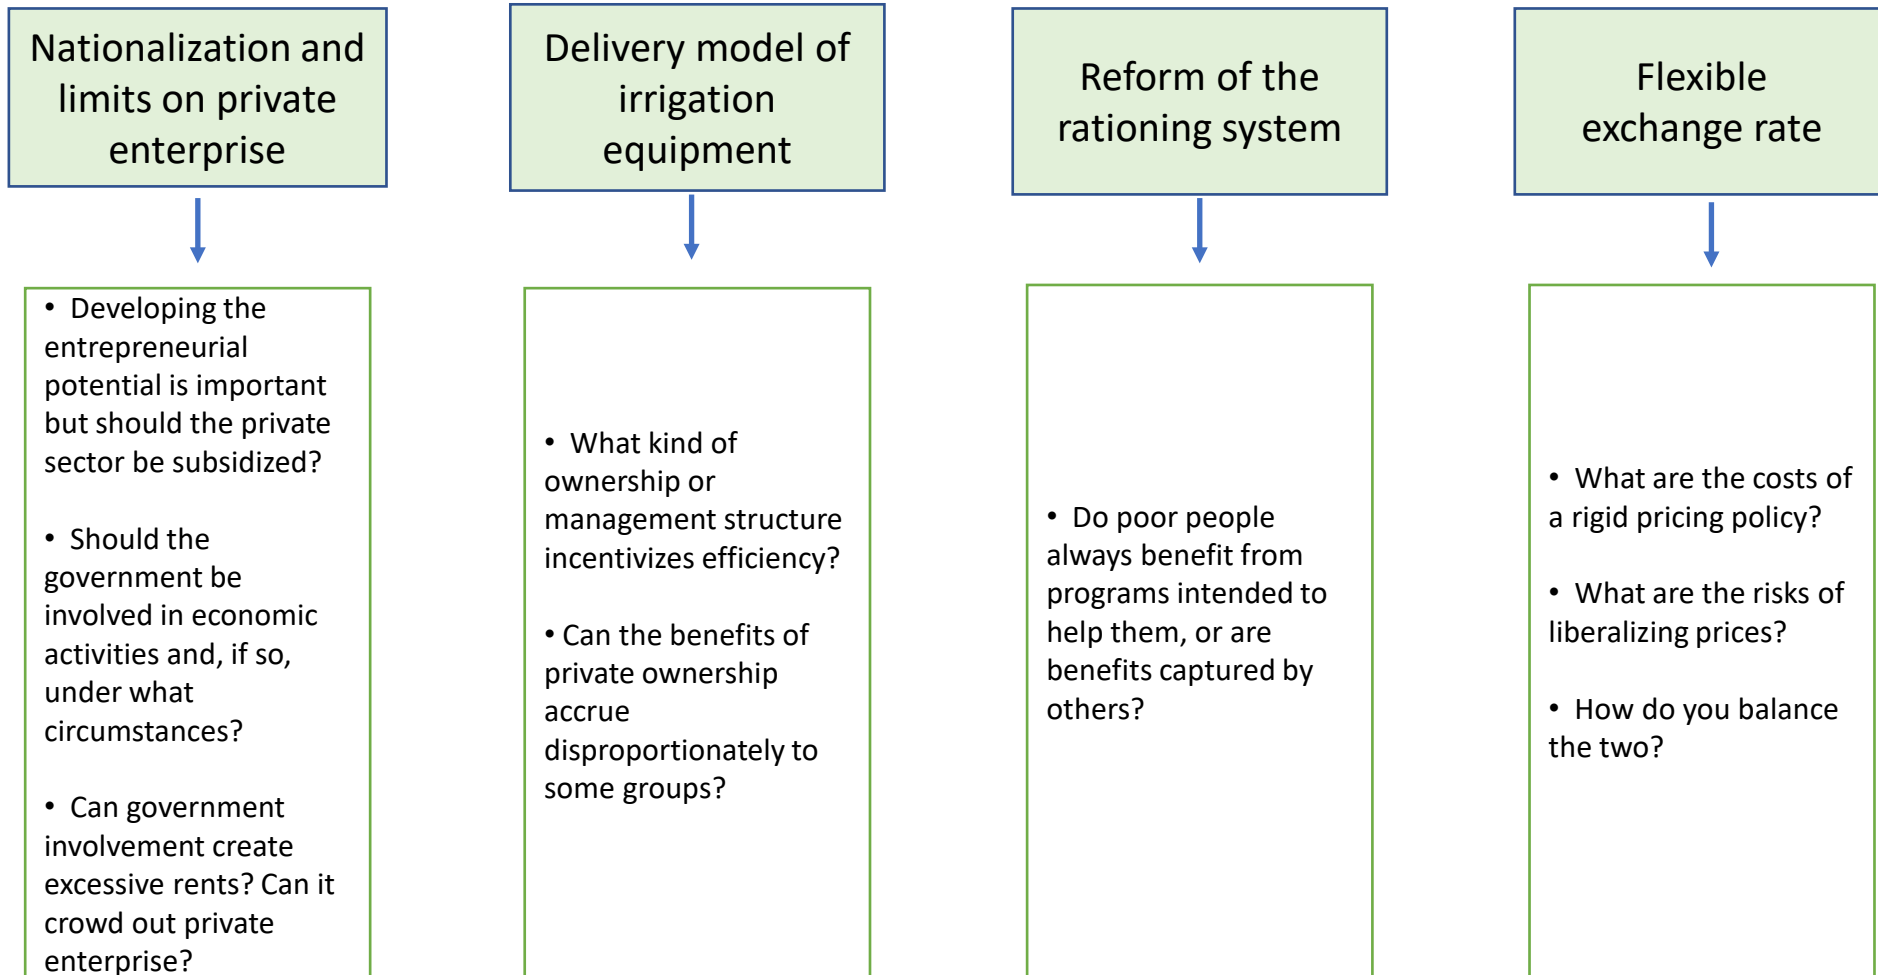 Nationalization and
limits on private
enterprise
• Developing the
entrepreneurial
potential is important
but should the private
sector be subsidized?
• Should the
government be
involved in economic
activities and, if so,
under what
circumstances?
• Can government
involvement create
excessive rents? Can it
crowd out private
enterprise?
Delivery model of
irrigation
equipment
• What kind of
ownership or
management structure
incentivizes efficiency?
• Can the benefits of
private ownership
accrue
disproportionately to
some groups?
Reform of the
rationing system
• Do poor people
always benefit from
programs intended to
help them, or are
benefits captured by
others?
Flexible
exchange rate
• What are the costs of
a rigid pricing policy?
• What are the risks of
liberalizing prices?
• How do you balance
the two?